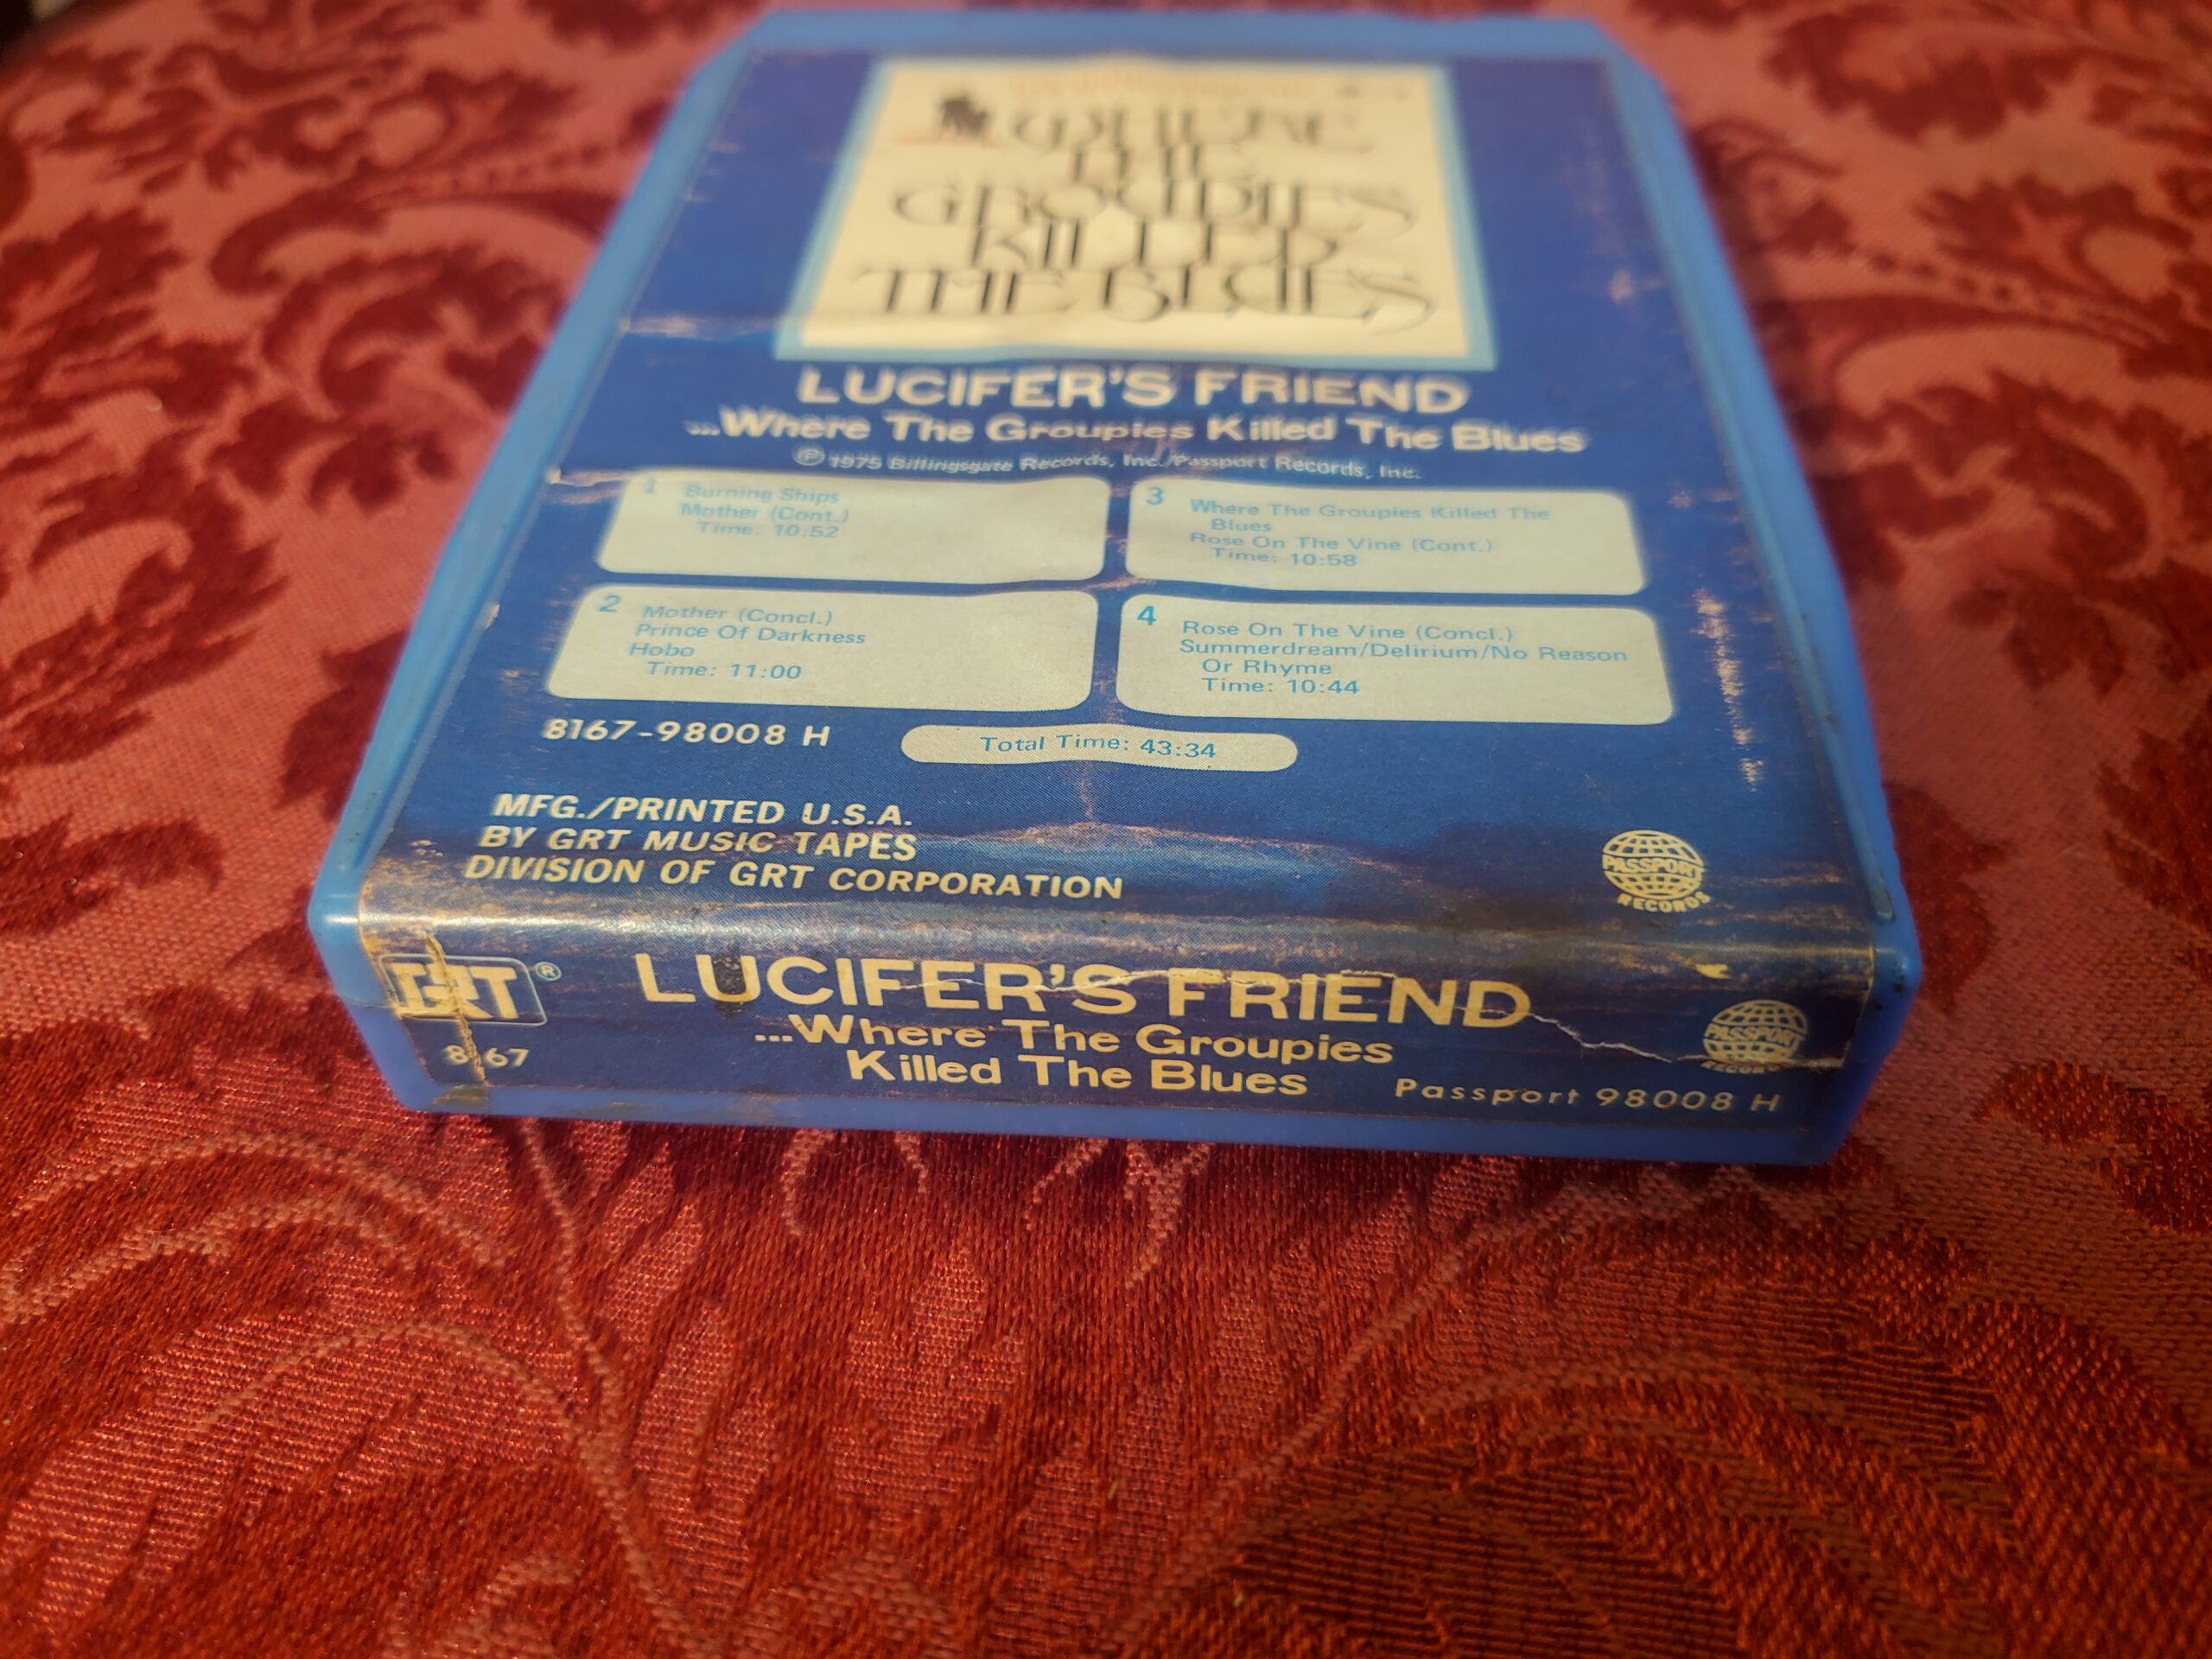 WHERE
THE
GROUPIES
KILLED
THE BLUES
LUCIFER'S FRIEND
...Where The Groupies Killed The Blues
℗ 1975 Billingsgate Records, Inc./Passport Records, Inc.
1 Burning Ships
Mother (Cont.)
Time: 10:52
2 Mother (Concl.)
Prince Of Darkness
Hobo
Time: 11:00
3 Where The Groupies Killed The
Blues
Rose On The Vine (Cont.)
Time: 10:58
4 Rose On The Vine (Concl.)
Summerdream/Delirium/No Reason
Or Rhyme
Time: 10:44
8167-98008 H
Total Time: 43:34
MFG./PRINTED U.S.A.
BY GRT MUSIC TAPES
DIVISION OF GRT CORPORATION
PASSPORT
RECORDS
GRT®
8167
LUCIFER'S FRIEND
...Where The Groupies
Killed The Blues
PASSPORT
RECORDS
Passport 98008 H